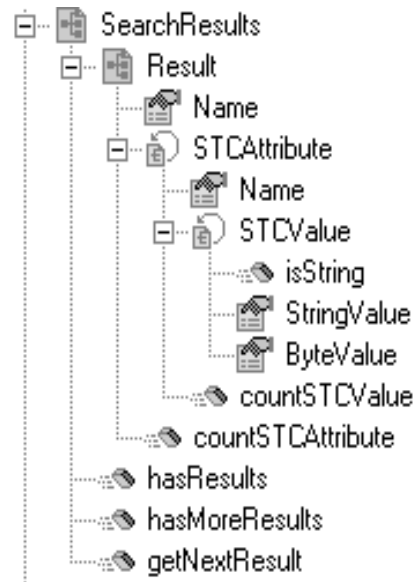 SearchResults
Result
Name
STCAttribute
Name
STCValue
isString
StringValue
ByteValue
countSTCValue
countSTCAttribute
hasResults
hasMoreResults
getNextResult